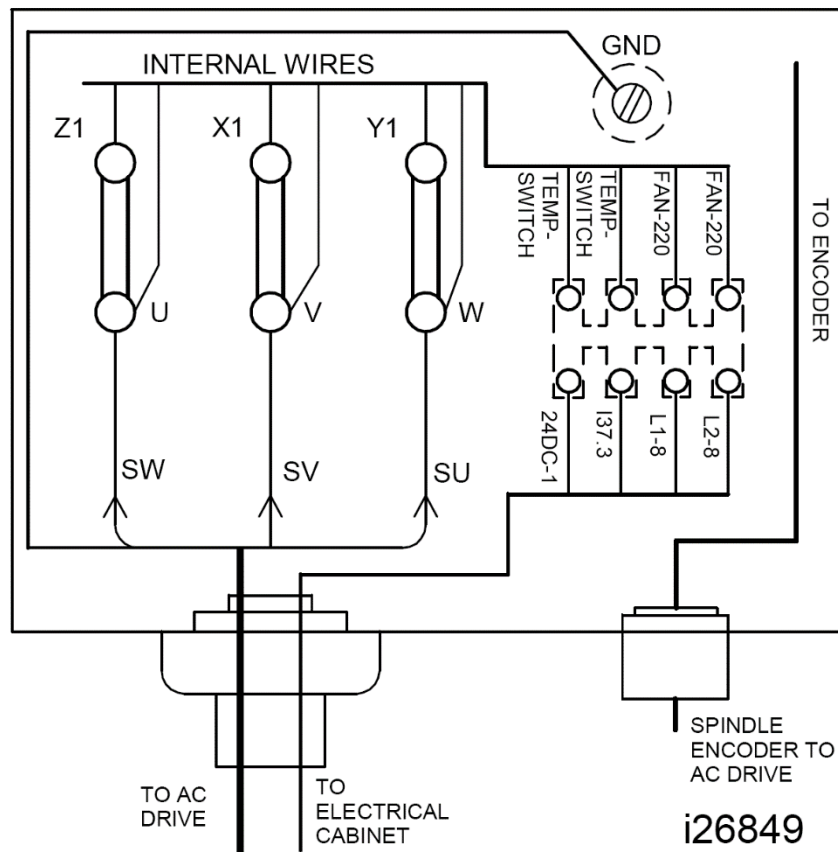 GND
INTERNAL WIRES
Z1
X1
Y1
TEMP-
SWITCH
TEMP-
SWITCH
FAN-220
FAN-220
TO ENCODER
U
V
W
24DC-1
I37.3
L1-8
L2-8
SW
SV
SU
SPINDLE
ENCODER TO
AC DRIVE
TO AC
DRIVE
TO
ELECTRICAL
CABINET
i26849